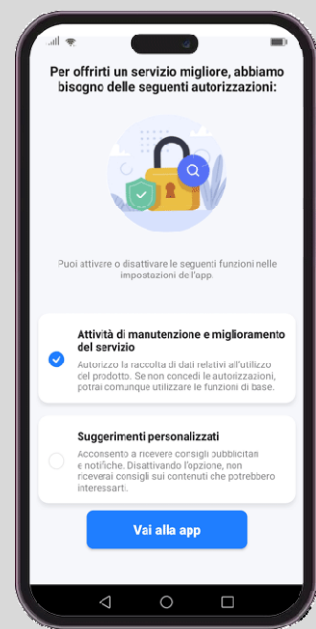 Per offrirti un servizio migliore, abbiamo
bisogno delle seguenti autorizzazioni:
Puoi attivare o disattivare le seguenti funzioni nelle
impostazioni de l'app.
Attività di manutenzione e miglioramento
del servizio
Autorizzo la raccolta di dati relativi all'utilizzo
del prodotto. Se non concedi le autorizzazioni,
potrai comunque utilizzare le funzioni di base.
Suggerimenti personalizzati
Acconsento a ricevere consigli pubblicitari
e notifiche. Disattivando l'opzione, non
riceverai consigli sui contenuti che potrebbero
interessarti.
Vai alla app